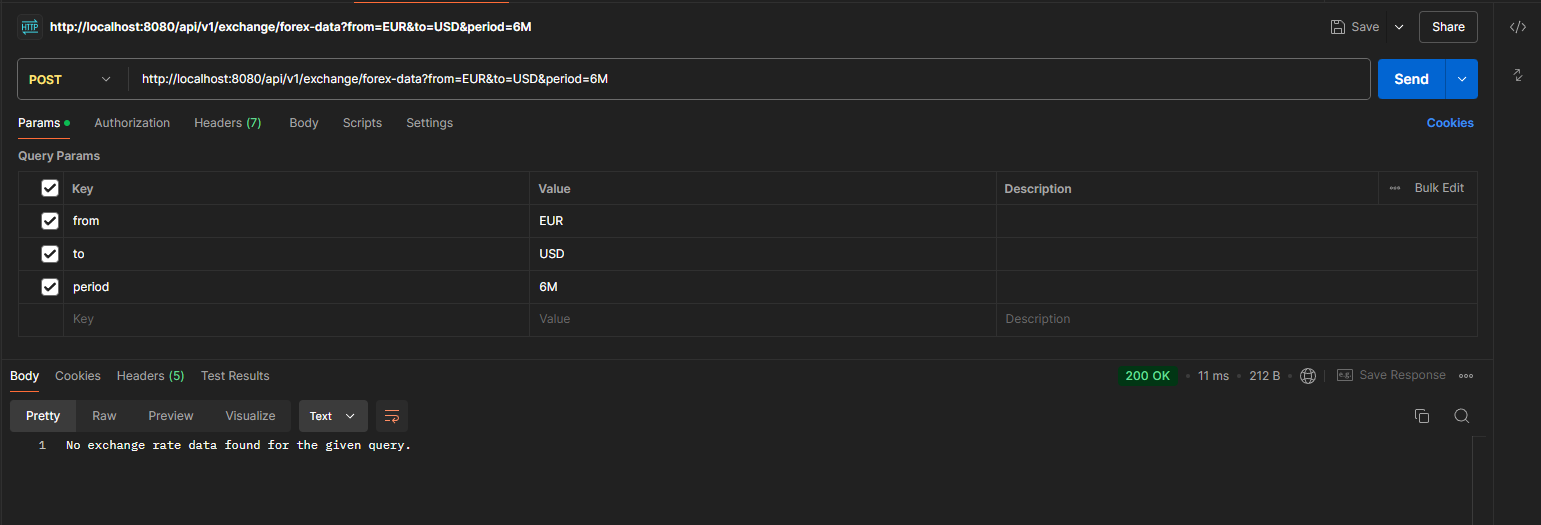 HTTP http://localhost:8080/api/v1/exchange/forex-data?from=EUR&to=USD&period=6M Save Share </>
POST http://localhost:8080/api/v1/exchange/forex-data?from=EUR&to=USD&period=6M Send
Params Authorization Headers (7) Body Scripts Settings Cookies
Query Params
Key Value Description Bulk Edit
from EUR
to USD
period 6M
Key Value Description
Body Cookies Headers (5) Test Results 200 OK 11 ms 212 B e.g. Save Response
Pretty Raw Preview Visualize Text
1 No exchange rate data found for the given query.